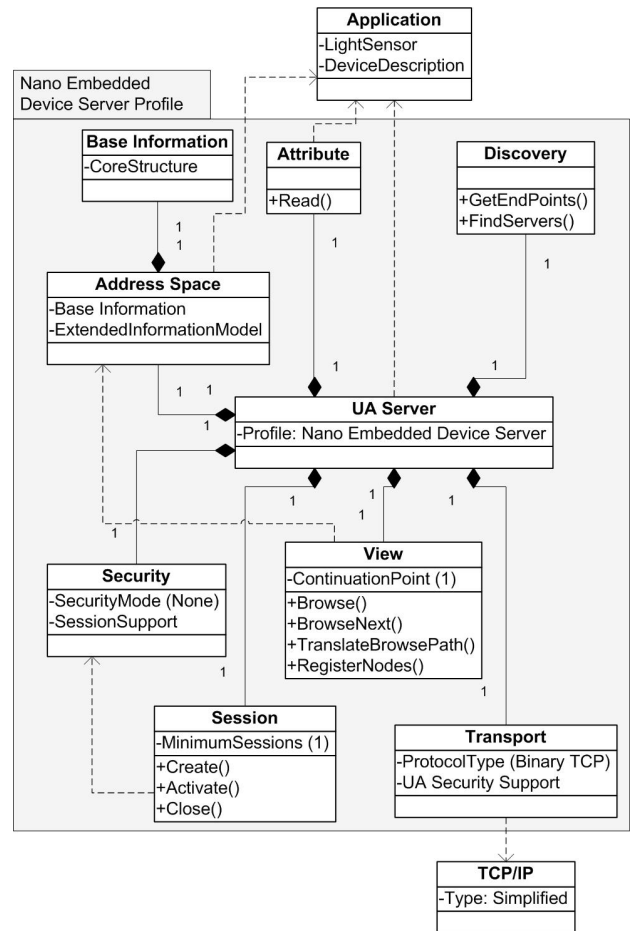 Application
-LightSensor
-DeviceDescription
Nano Embedded
Device Server Profile
Base Information
-CoreStructure
Attribute
+Read()
Discovery
+GetEndPoints()
+FindServers()
1
1
1
1
Address Space
-Base Information
-ExtendedInformationModel
1
1
1
1
1
UA Server
-Profile: Nano Embedded Device Server
1
1
1
1
1
1
View
-ContinuationPoint (1)
+Browse()
+BrowseNext()
+TranslateBrowsePath()
+RegisterNodes()
Security
-SecurityMode (None)
-SessionSupport
1
1
Session
-MinimumSessions (1)
+Create()
+Activate()
+Close()
Transport
-ProtocolType (Binary TCP)
-UA Security Support
TCP/IP
-Type: Simplified